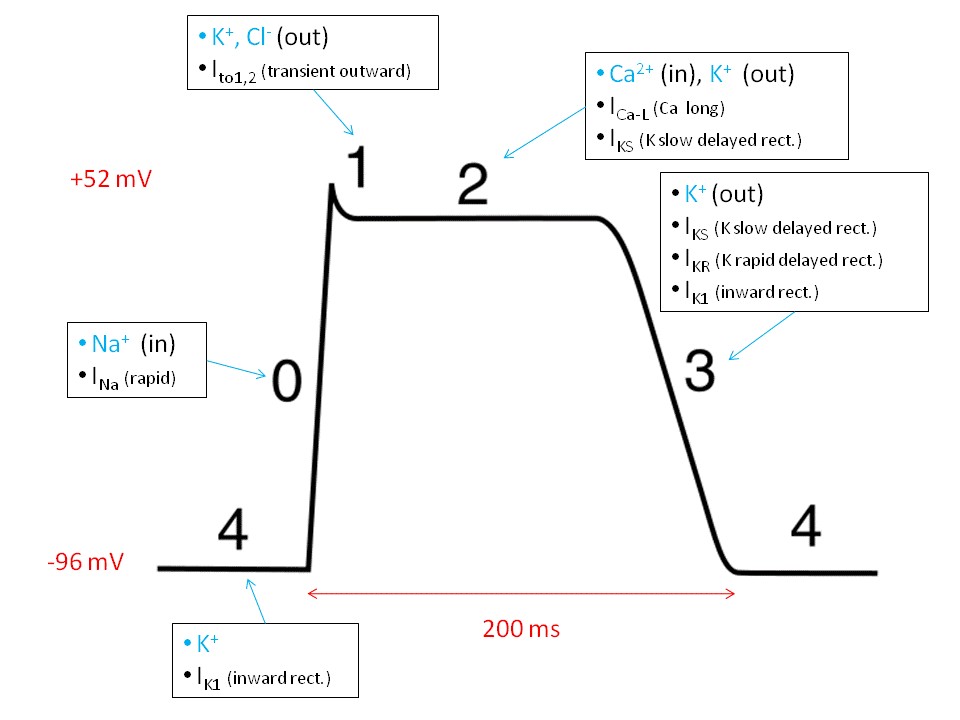 • K⁺, Cl⁻ (out)
• Ito1,2 (transient outward)
• Ca²⁺ (in), K⁺ (out)
• ICa-L (Ca long)
• IKS (K slow delayed rect.)
1
2
+52 mV
• K⁺ (out)
• IKS (K slow delayed rect.)
• IKR (K rapid delayed rect.)
• IK1 (inward rect.)
• Na⁺ (in)
• INa (rapid)
0
3
4
4
-96 mV
200 ms
• K⁺
• IK1 (inward rect.)